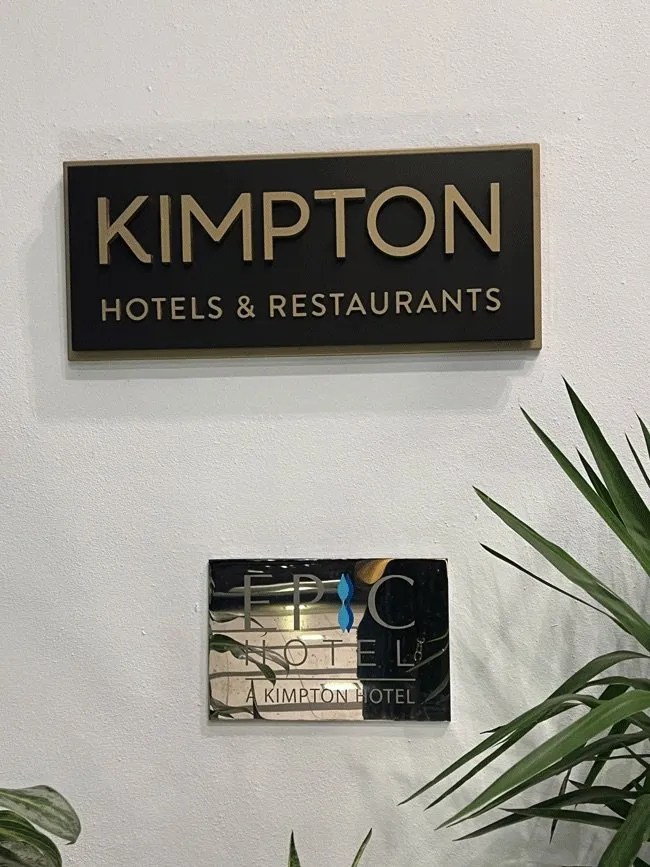 KIMPTON
HOTELS & RESTAURANTS
EPIC
HOTEL
A KIMPTON HOTEL